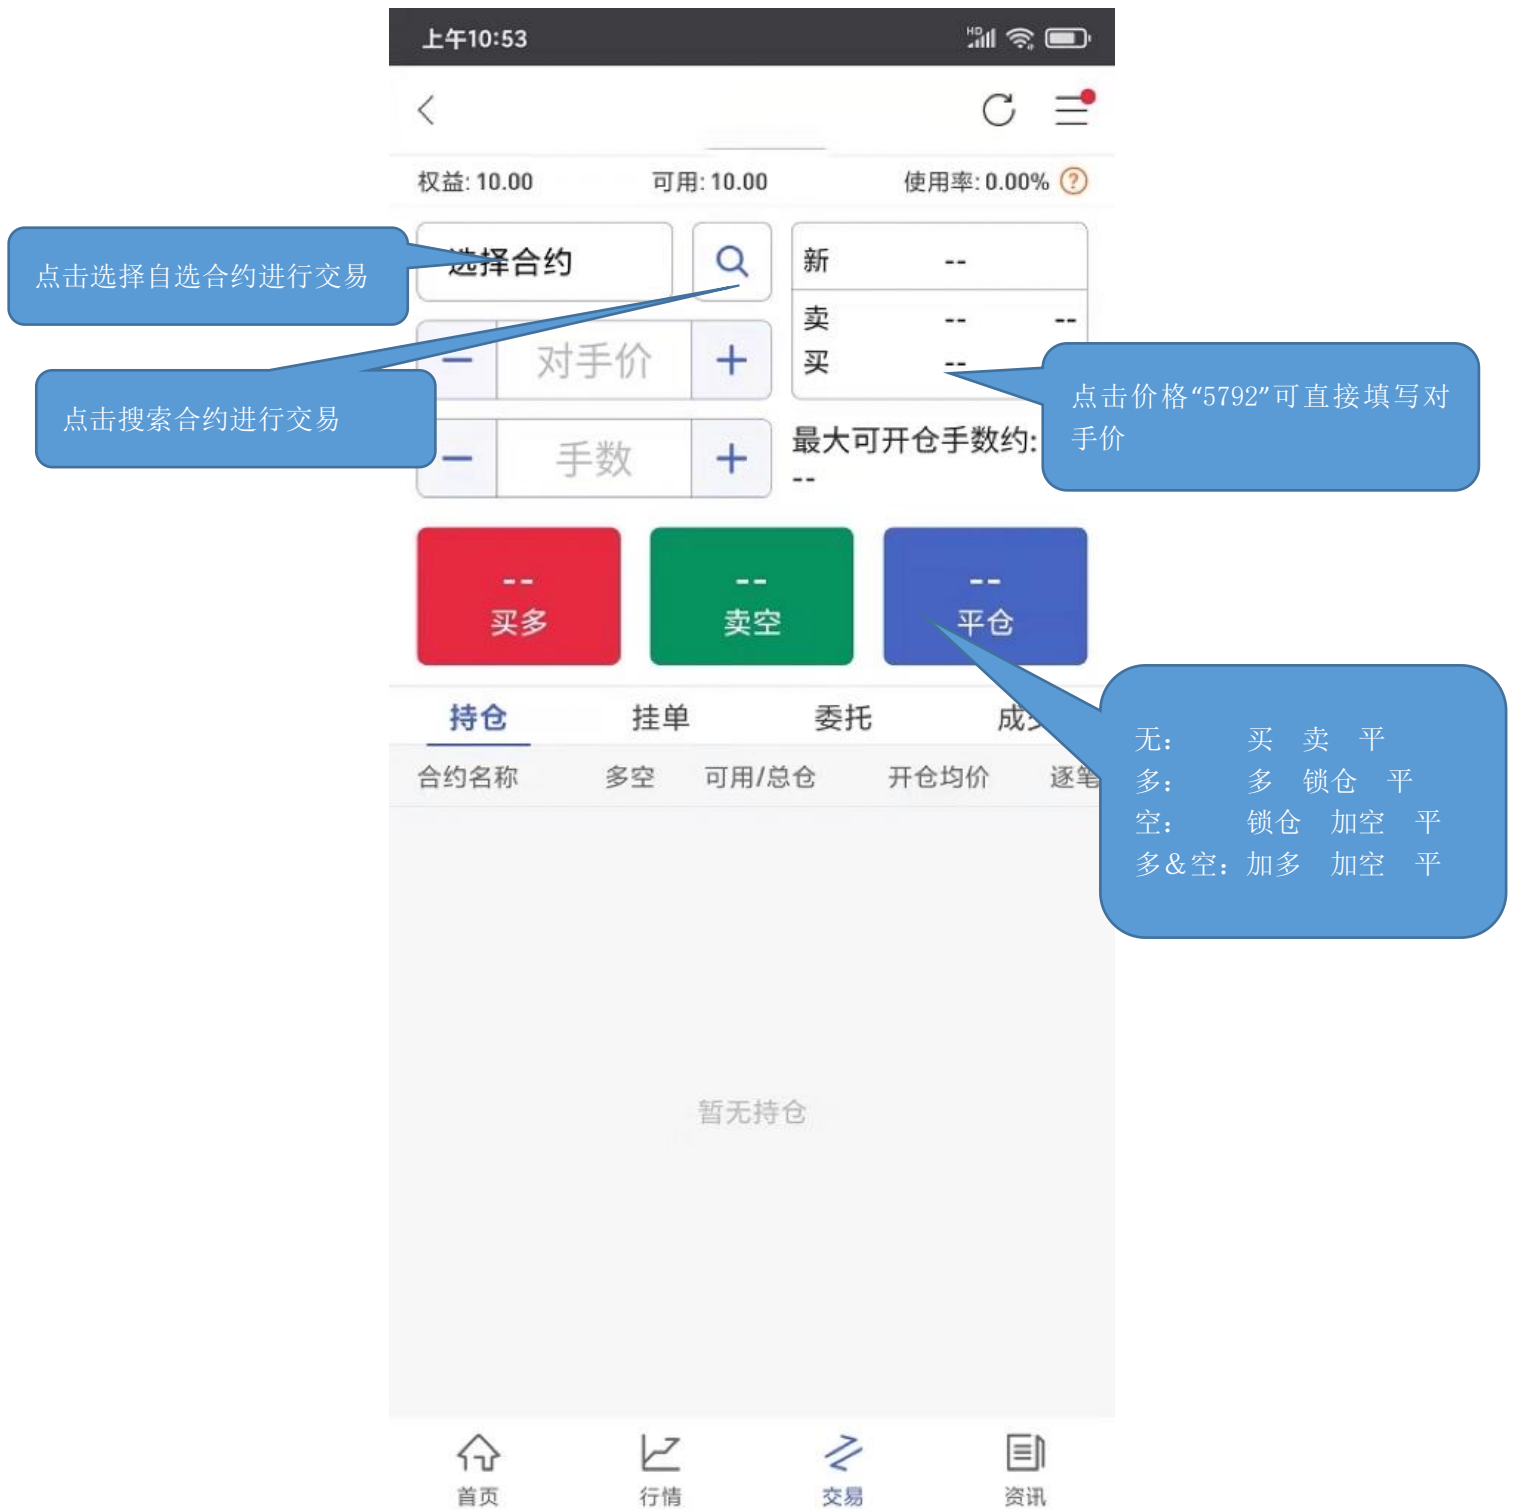 上午10:53
HD
权益: 10.00 可用: 10.00 使用率: 0.00% ?
点击选择自选合约进行交易
选择合约
新 --
卖 -- --
买 --
对手价
点击搜索合约进行交易
点击价格“5792”可直接填写对
手价
手数
最大可开仓手数约:
--
-- -- --
买多 卖空 平仓
持仓 挂单 委托 成
合约名称 多空 可用/总仓 开仓均价 逐笔
无: 买 卖 平
多: 多 锁仓 平
空: 锁仓 加空 平
多&空: 加多 加空 平
暂无持仓
首页 行情 交易 资讯